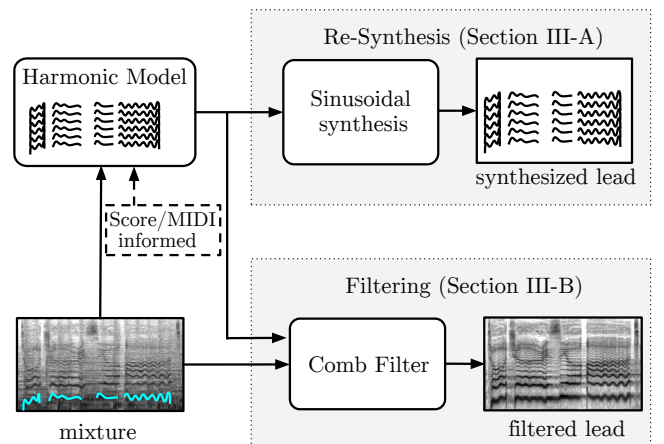 Re-Synthesis (Section III-A)
Harmonic Model
Sinusoidal
synthesis
synthesized lead
Score/MIDI
informed
Filtering (Section III-B)
Comb Filter
mixture
filtered lead